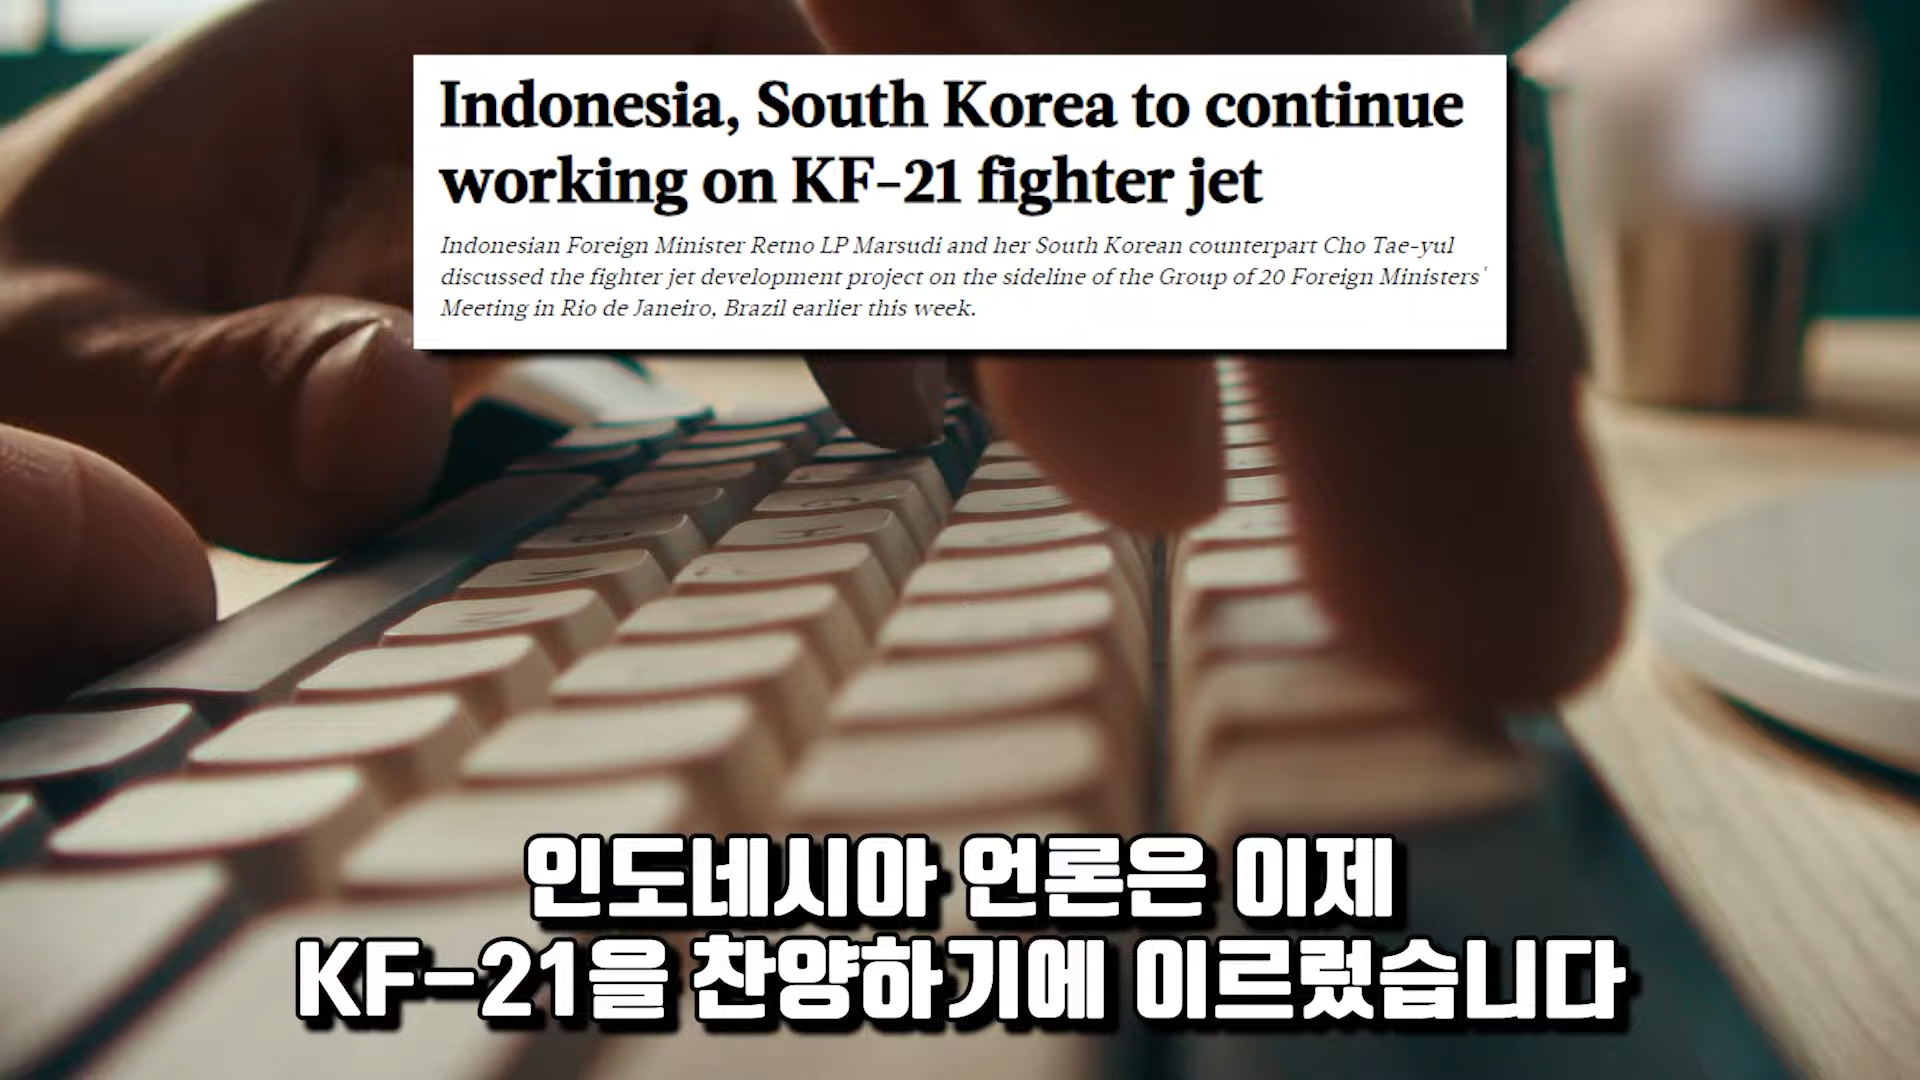 Indonesia, South Korea to continue
working on KF-21 fighter jet
Indonesian Foreign Minister Retno LP Marsudi and her South Korean counterpart Cho Tae-yul
discussed the fighter jet development project on the sideline of the Group of 20 Foreign Ministers'
Meeting in Rio de Janeiro, Brazil earlier this week.
인도네시아 언론은 이제
KF-21을 찬양하기에 이르렀습니다